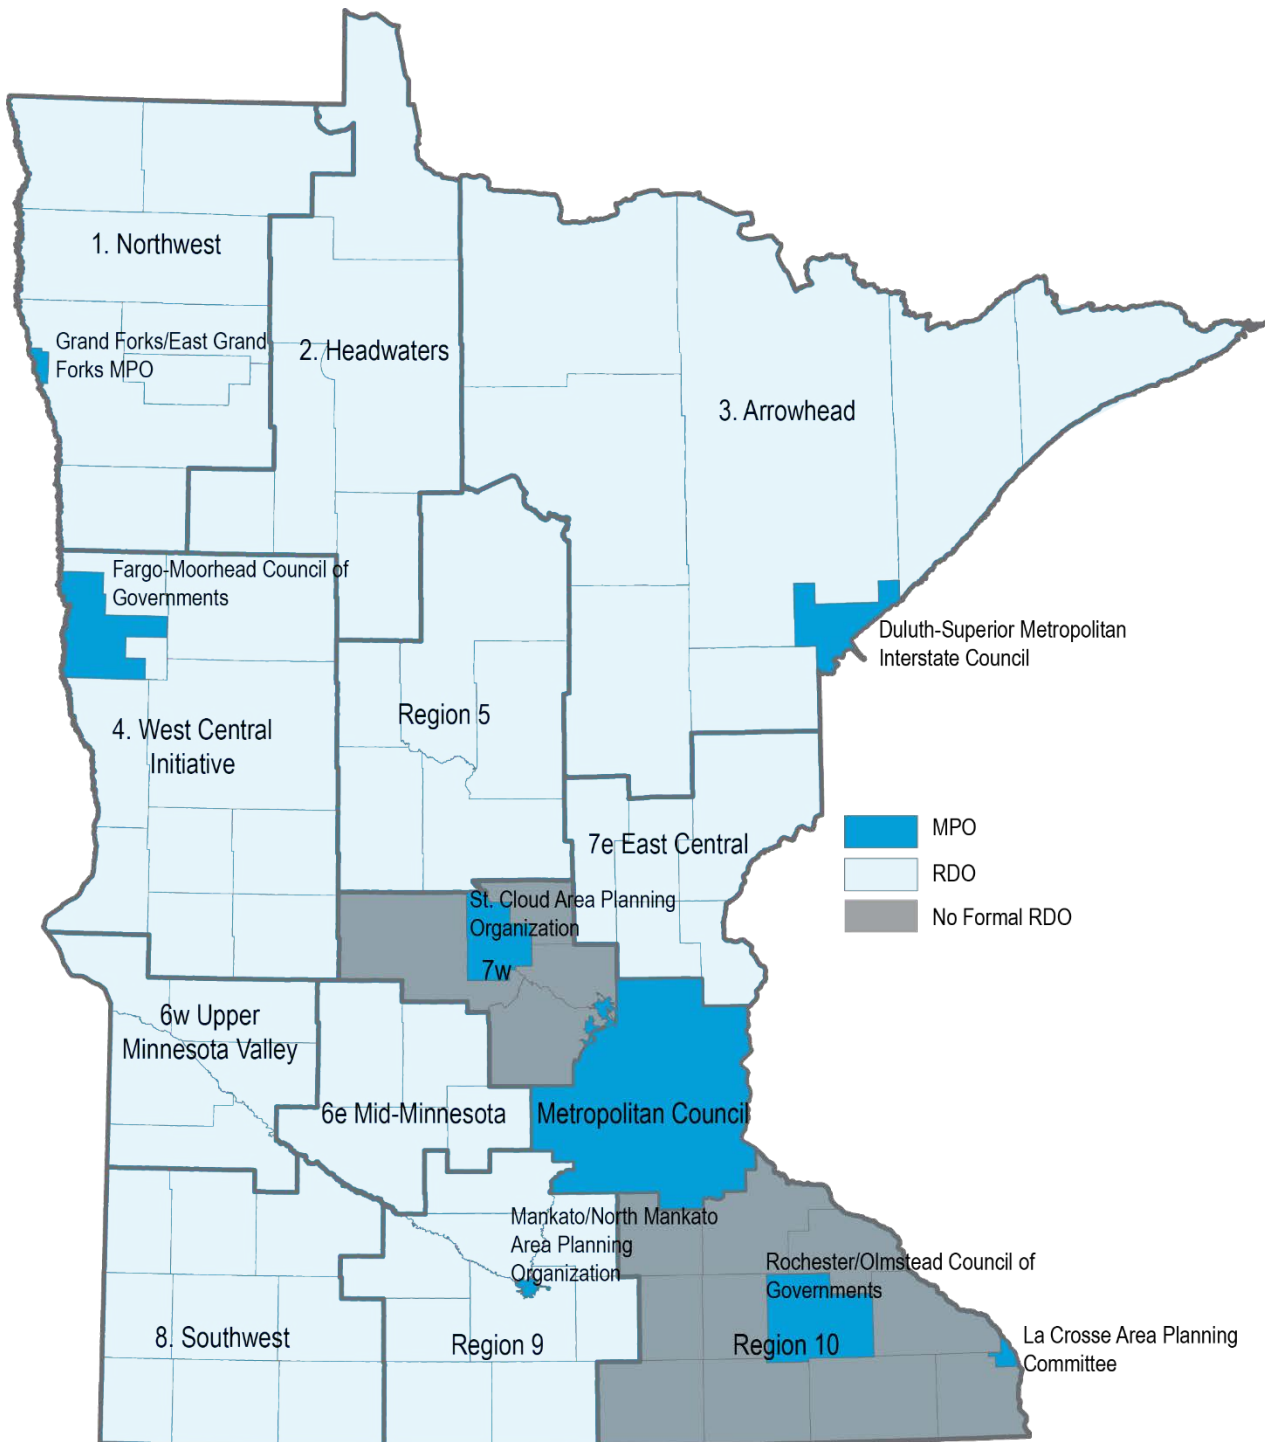 1. Northwest
Grand Forks/East Grand
Forks MPO
2. Headwaters
3. Arrowhead
Fargo-Moorhead Council of
Governments
Duluth-Superior Metropolitan
Interstate Council
4. West Central
Initiative
Region 5
MPO
RDO
No Formal RDO
7e East Central
St. Cloud Area Planning
Organization
7w
6w Upper
Minnesota Valley
6e Mid-Minnesota
Metropolitan Council
Mankato/North Mankato
Area Planning
Organization
Rochester/Olmstead Council of
Governments
8. Southwest
Region 9
Region 10
La Crosse Area Planning
Committee